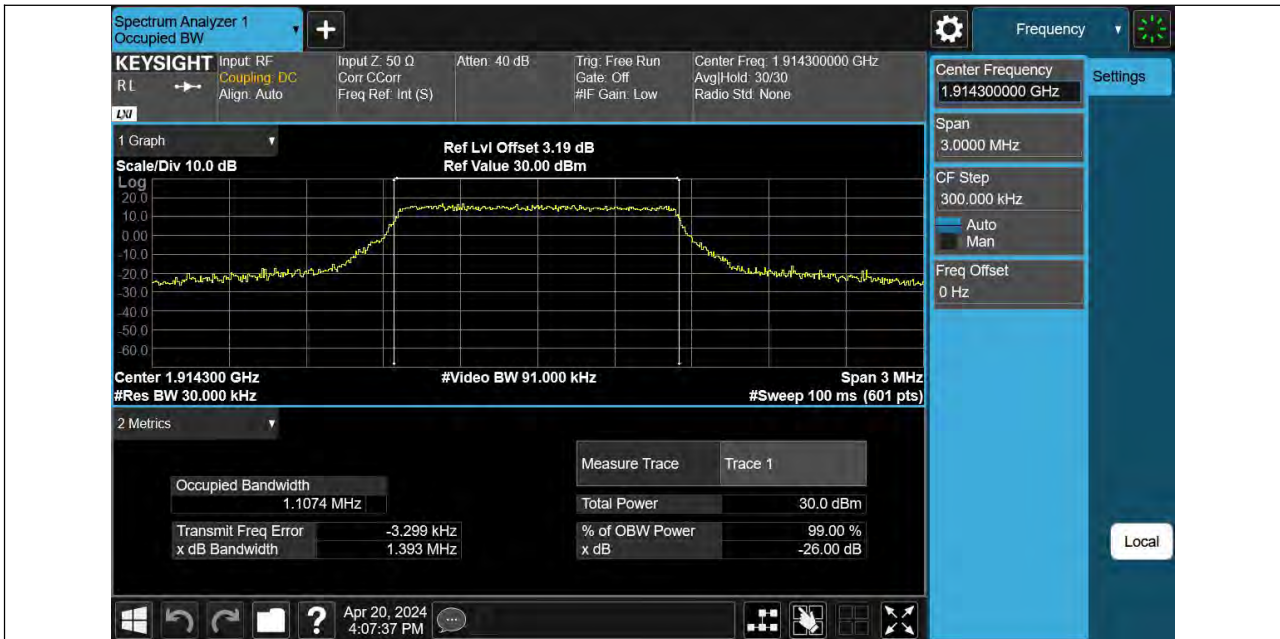 Spectrum Analyzer 1
Occupied BW
Frequency
KEYSIGHT
R L
LXI
Input: RF
Coupling: DC
Align: Auto
Input Z: 50 Ω
Corr CCorr
Freq Ref: Int (S)
Atten: 40 dB
Trig: Free Run
Gate: Off
#IF Gain: Low
Center Freq: 1.914300000 GHz
Avg|Hold: 30/30
Radio Std: None
Center Frequency
1.914300000 GHz
Settings
Span
3.0000 MHz
CF Step
300.000 kHz
Auto
Man
Freq Offset
0 Hz
Local
1 Graph
Scale/Div 10.0 dB
Ref Lvl Offset 3.19 dB
Ref Value 30.00 dBm
Log
20.0
10.0
0.00
-10.0
-20.0
-30.0
-40.0
-50.0
-60.0
Center 1.914300 GHz
#Video BW 91.000 kHz
Span 3 MHz
#Res BW 30.000 kHz
#Sweep 100 ms (601 pts)
2 Metrics
Measure Trace
Trace 1
Occupied Bandwidth
1.1074 MHz
Total Power
30.0 dBm
Transmit Freq Error
-3.299 kHz
% of OBW Power
99.00 %
x dB Bandwidth
1.393 MHz
x dB
-26.00 dB
?
Apr 20, 2024
4:07:37 PM